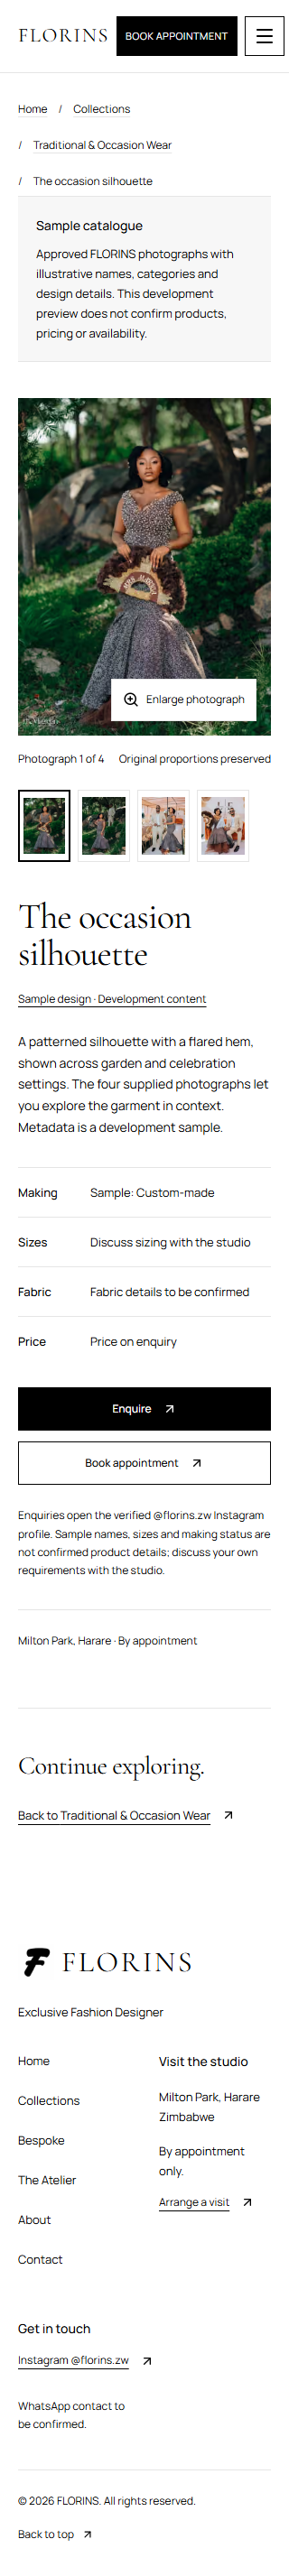 FLORINS
BOOK APPOINTMENT
Home / Collections
/ Traditional & Occasion Wear
/ The occasion silhouette
Sample catalogue
Approved FLORINS photographs with
illustrative names, categories and
design details. This development
preview does not confirm products,
pricing or availability.
Enlarge photograph
Photograph 1 of 4 Original proportions preserved
The occasion
silhouette
Sample design · Development content
A patterned silhouette with a flared hem,
shown across garden and celebration
settings. The four supplied photographs let
you explore the garment in context.
Metadata is a development sample.
Making Sample: Custom-made
Sizes Discuss sizing with the studio
Fabric Fabric details to be confirmed
Price Price on enquiry
Enquire
Book appointment
Enquiries open the verified @florins.zw Instagram
profile. Sample names, sizes and making status are
not confirmed product details; discuss your own
requirements with the studio.
Milton Park, Harare · By appointment
Continue exploring.
Back to Traditional & Occasion Wear
FLORINS
Exclusive Fashion Designer
Home
Collections
Bespoke
The Atelier
About
Contact
Visit the studio
Milton Park, Harare
Zimbabwe
By appointment
only.
Arrange a visit
Get in touch
Instagram @florins.zw
WhatsApp contact to
be confirmed.
© 2026 FLORINS. All rights reserved.
Back to top